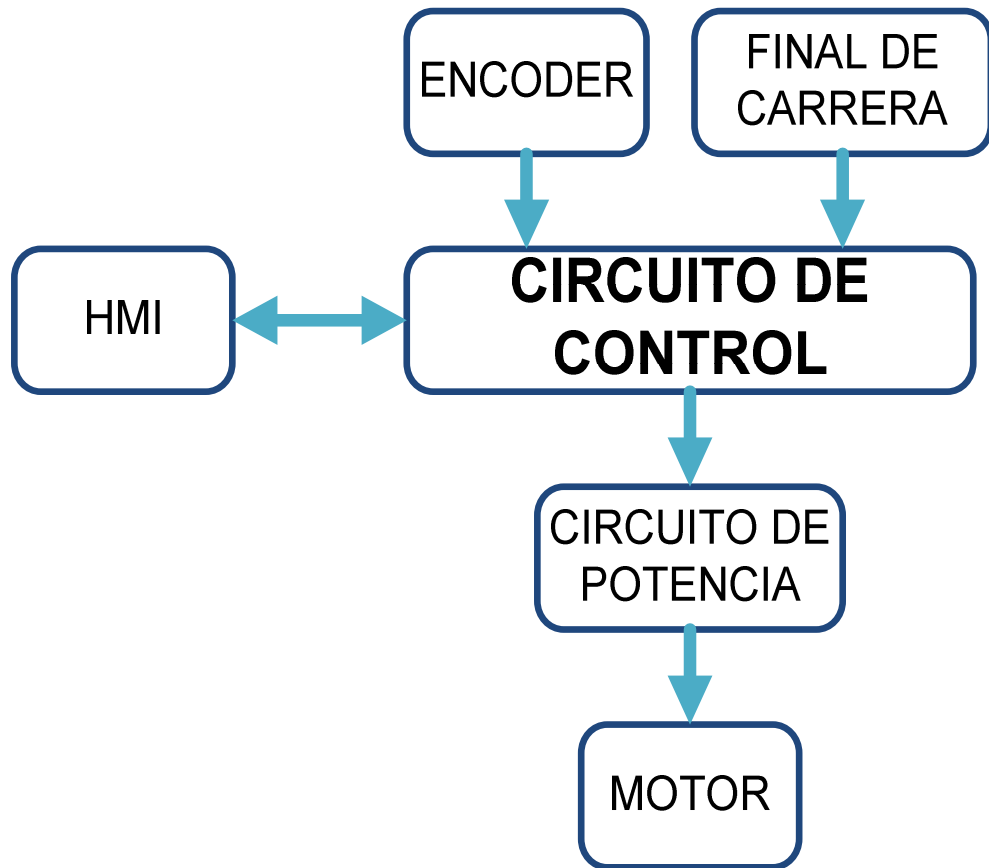 ENCODER
FINAL DE
CARRERA
HMI
CIRCUITO DE
CONTROL
CIRCUITO DE
POTENCIA
MOTOR